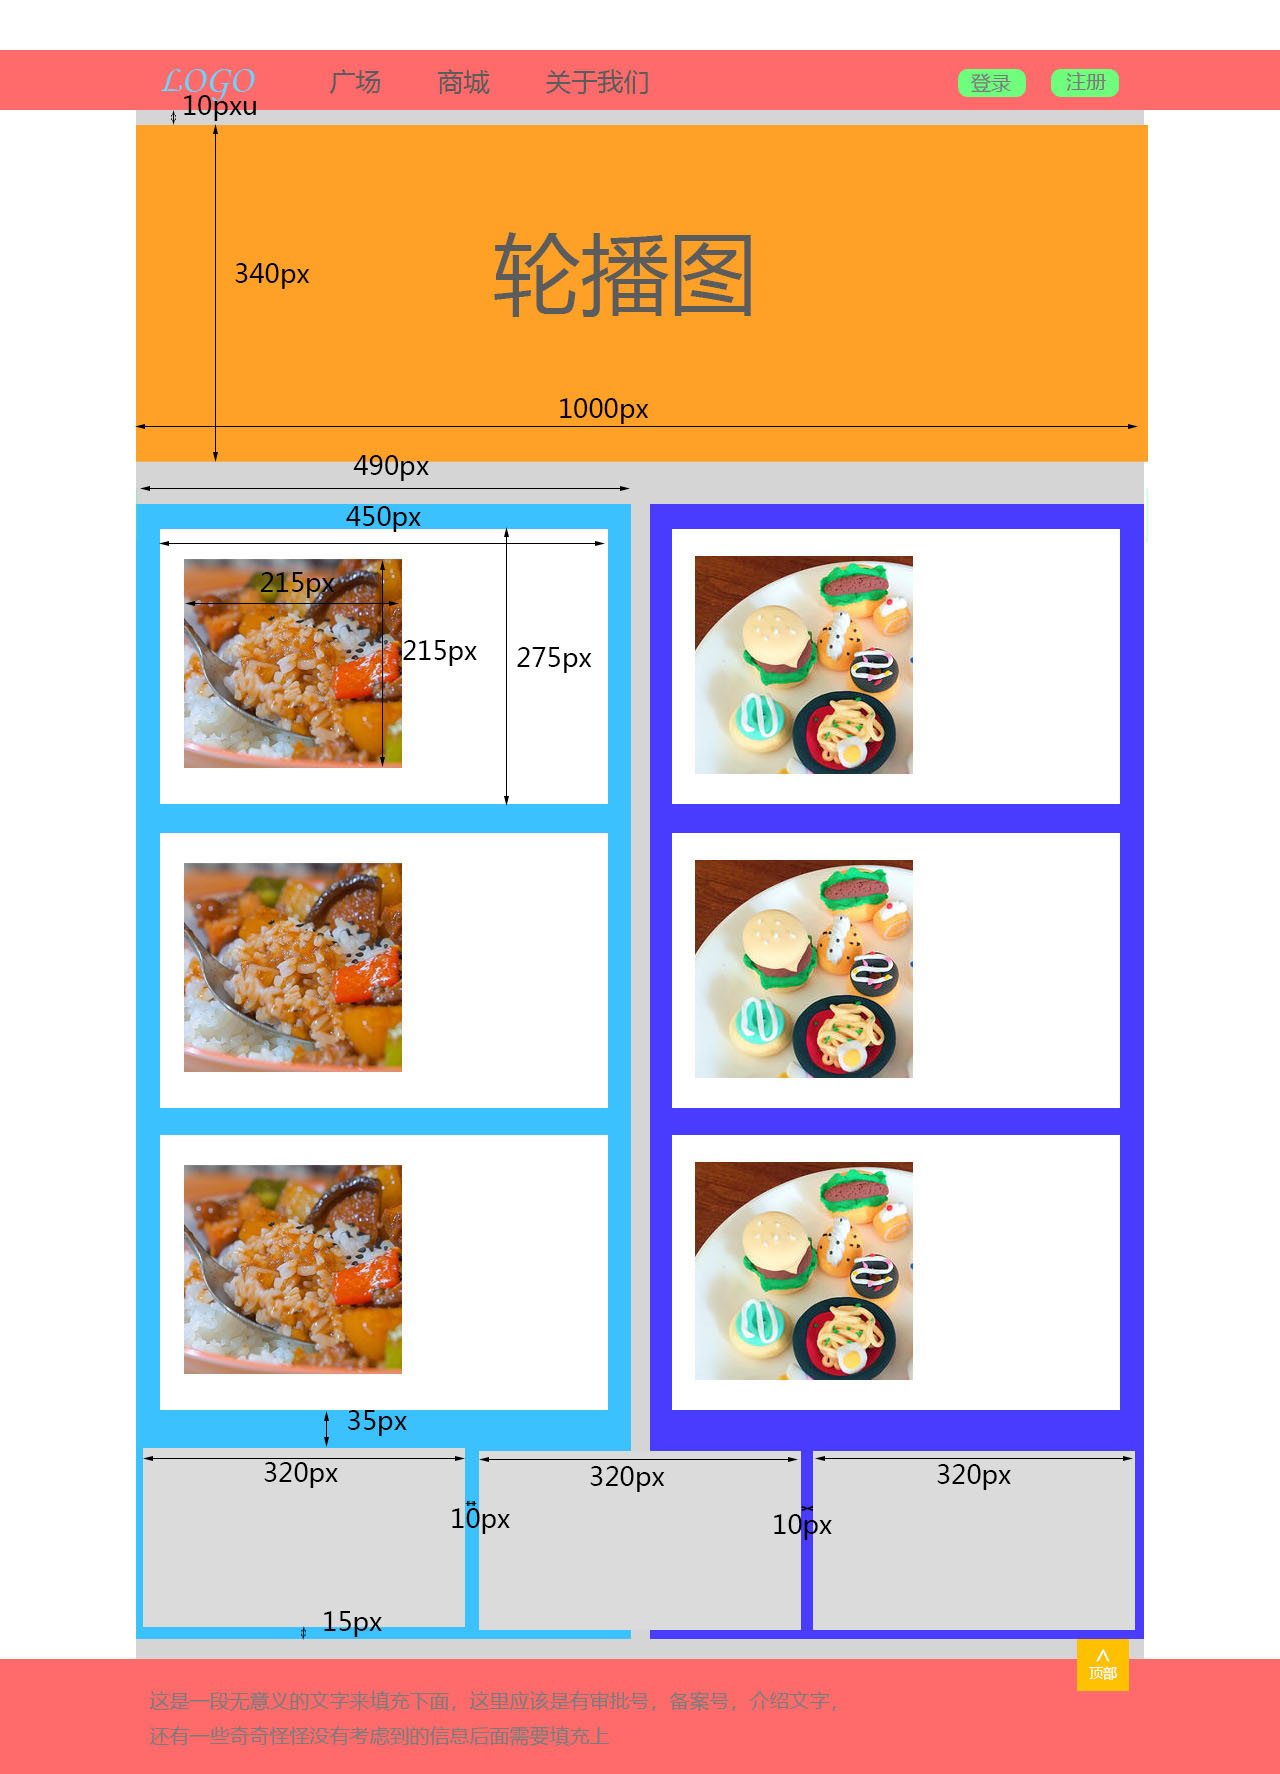 LOGO 广场 商城 关于我们 登录 注册
10pxu
340px
轮播图
1000px
490px
450px
215px
215px
275px
35px
320px
320px
320px
10px
10px
15px
^
顶部
这是一段无意义的文字来填充下面，这里应该是有审批号，备案号，介绍文字，
还有一些奇奇怪怪没有考虑到的信息后面需要填充上